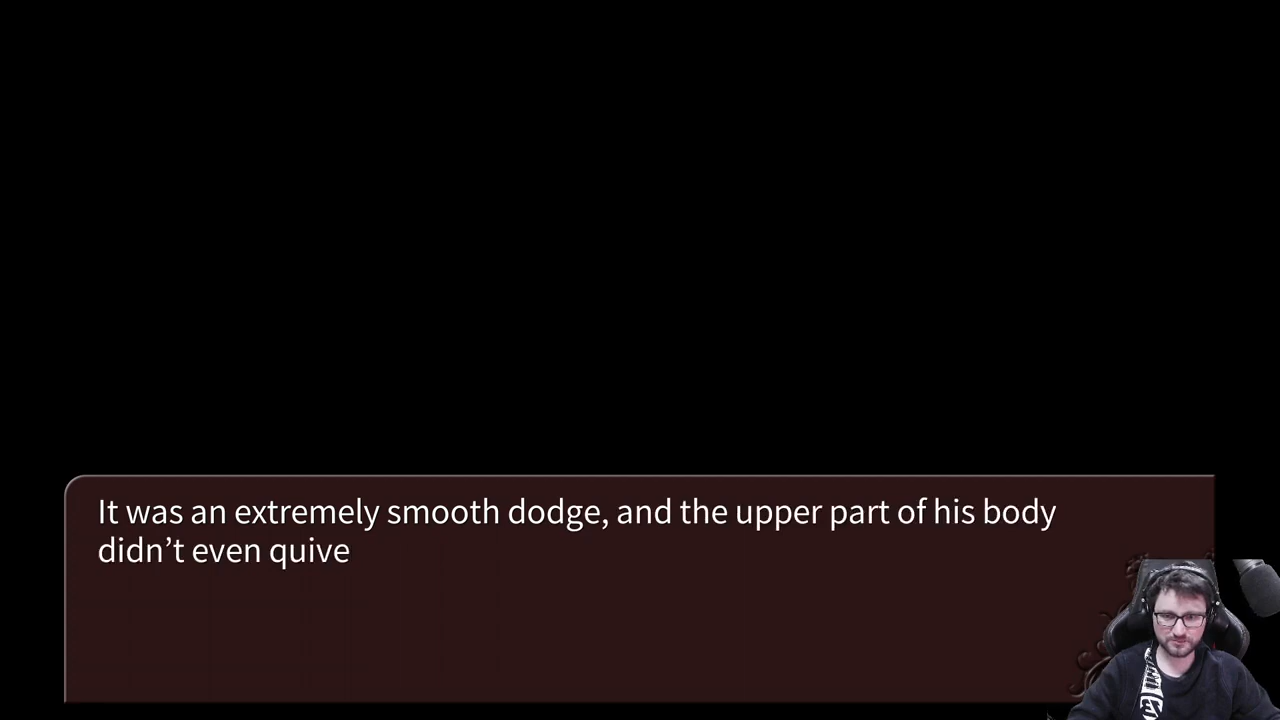 It was an extremely smooth dodge, and the upper part of his body
didn’t even quive